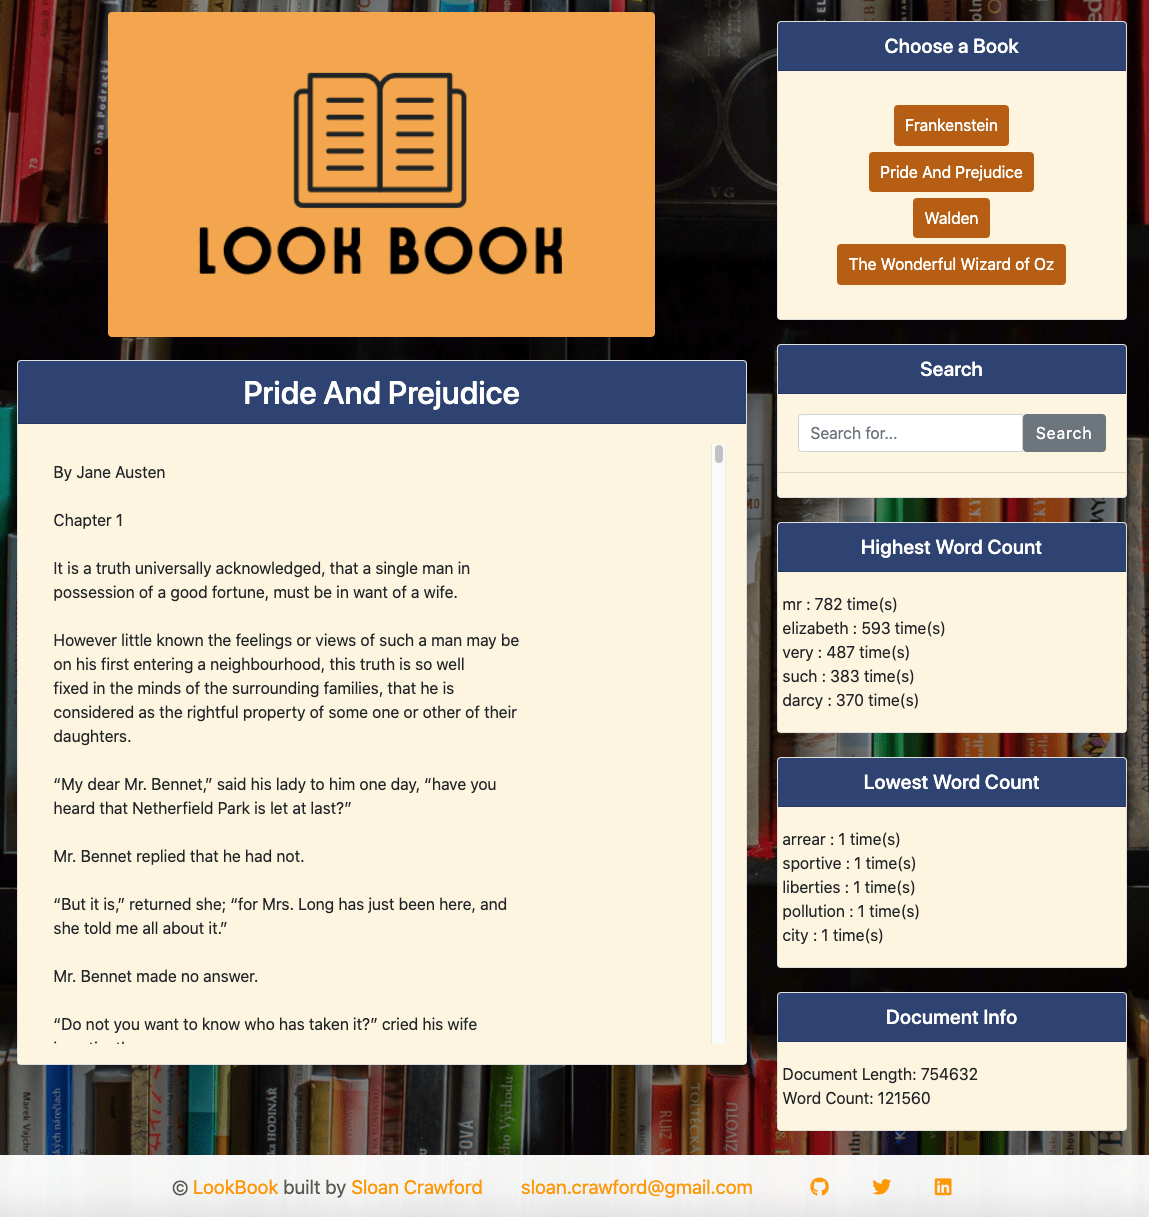 LOOK BOOK
Pride And Prejudice
By Jane Austen
Chapter 1
It is a truth universally acknowledged, that a single man in
possession of a good fortune, must be in want of a wife.
However little known the feelings or views of such a man may be
on his first entering a neighbourhood, this truth is so well
fixed in the minds of the surrounding families, that he is
considered as the rightful property of some one or other of their
daughters.
“My dear Mr. Bennet,” said his lady to him one day, “have you
heard that Netherfield Park is let at last?”
Mr. Bennet replied that he had not.
“But it is,” returned she; “for Mrs. Long has just been here, and
she told me all about it.”
Mr. Bennet made no answer.
“Do not you want to know who has taken it?” cried his wife
Choose a Book
Frankenstein
Pride And Prejudice
Walden
The Wonderful Wizard of Oz
Search
Search for...
Search
Highest Word Count
mr : 782 time(s)
elizabeth : 593 time(s)
very : 487 time(s)
such : 383 time(s)
darcy : 370 time(s)
Lowest Word Count
arrear : 1 time(s)
sportive : 1 time(s)
liberties : 1 time(s)
pollution : 1 time(s)
city : 1 time(s)
Document Info
Document Length: 754632
Word Count: 121560
Dana Podracká
73
VG
Marek Vajchr
HODINÁŘ
Východu
RUIZ
TOLTECKÁ
ŽIVOTU
© LookBook built by Sloan Crawford
sloan.crawford@gmail.com